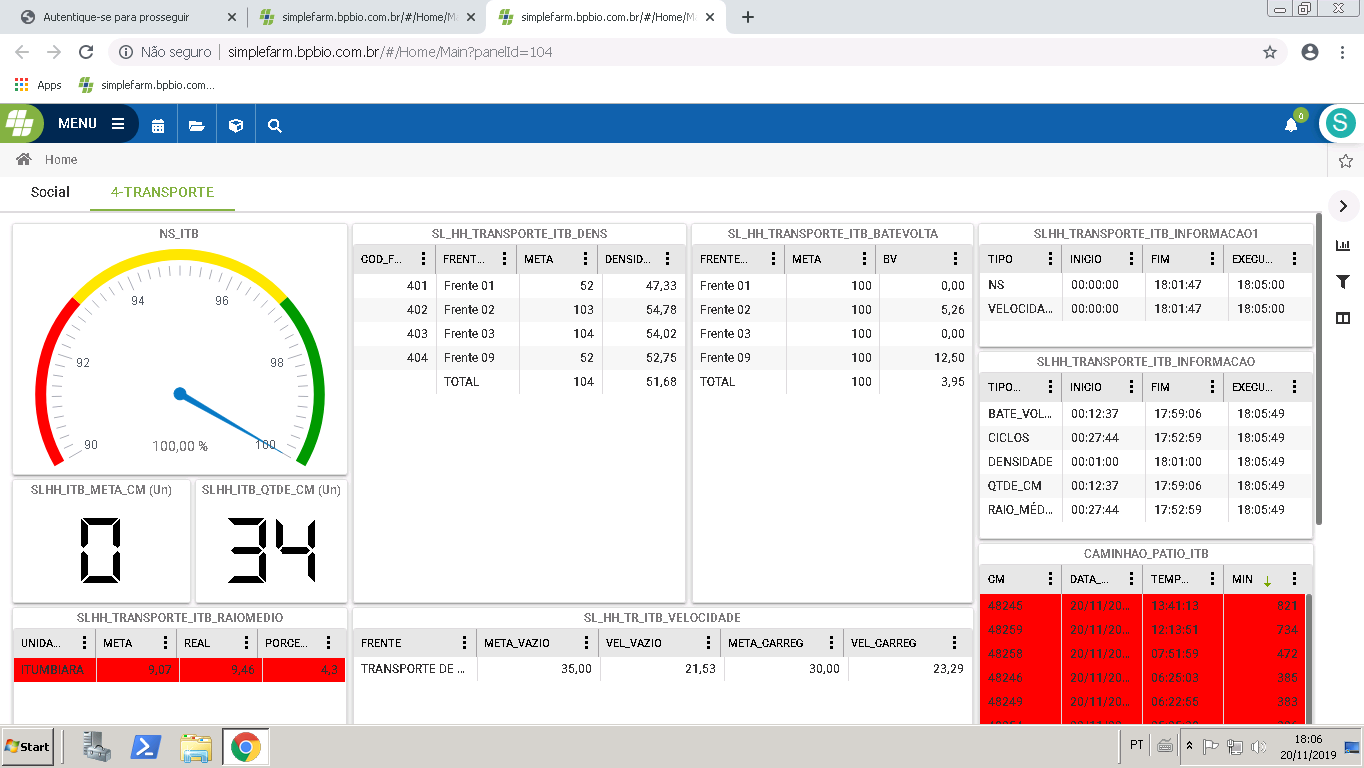 Autentique-se para prosseguir
simplefarm.bpbio.com.br/#/Home/M
simplefarm.bpbio.com.br/#/Home/M
Não seguro | simplefarm.bpbio.com.br/#/Home/Main?panelId=104
Apps simplefarm.bpbio.com...
MENU
0
S
Home
Social 4-TRANSPORTE
NS_ITB
94 96
92 98
90 100
100,00 %
SLHH_ITB_META_CM (Un)
0
SLHH_ITB_QTDE_CM (Un)
34
SLHH_TRANSPORTE_ITB_RAIOMEDIO
UNIDA... META REAL PORCE...
ITUMBIARA 9,07 9,46 4,3
SL_HH_TRANSPORTE_ITB_DENS
COD_F... FRENT... META DENSID...
401 Frente 01 52 47,33
402 Frente 02 103 54,78
403 Frente 03 104 54,02
404 Frente 09 52 52,75
TOTAL 104 51,68
SL_HH_TRANSPORTE_ITB_BATEVOLTA
FRENTE... META BV
Frente 01 100 0,00
Frente 02 100 5,26
Frente 03 100 0,00
Frente 09 100 12,50
TOTAL 100 3,95
SL_HH_TR_ITB_VELOCIDADE
FRENTE META_VAZIO VEL_VAZIO META_CARREG VEL_CARREG
TRANSPORTE DE ... 35,00 21,53 30,00 23,29
SLHH_TRANSPORTE_ITB_INFORMACAO1
TIPO INICIO FIM EXECU...
NS 00:00:00 18:01:47 18:05:00
VELOCIDA... 00:00:00 18:01:47 18:05:00
SLHH_TRANSPORTE_ITB_INFORMACAO
TIPO... INICIO FIM EXECU...
BATE_VOL... 00:12:37 17:59:06 18:05:49
CICLOS 00:27:44 17:52:59 18:05:49
DENSIDADE 00:01:00 18:01:00 18:05:49
QTDE_CM 00:12:37 17:59:06 18:05:49
RAIO_MÉD... 00:27:44 17:52:59 18:05:49
CAMINHAO_PATIO_ITB
CM DATA_... TEMP... MIN
48245 20/11/20... 13:41:13 821
48259 20/11/20... 12:13:51 734
48258 20/11/20... 07:51:59 472
48246 20/11/20... 06:25:03 385
48249 20/11/20... 06:22:55 383
Start
PT
18:06
20/11/2019